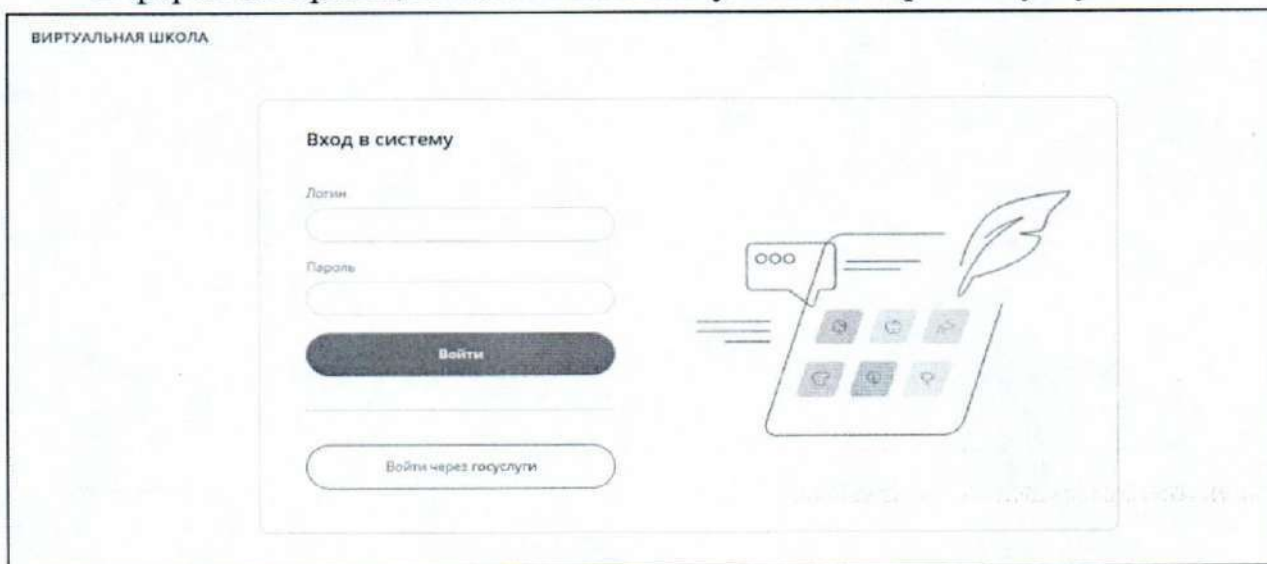 ВИРТУАЛЬНАЯ ШКОЛА
Вход в систему
Логин
Пароль
Войти
Войти через госуслуги